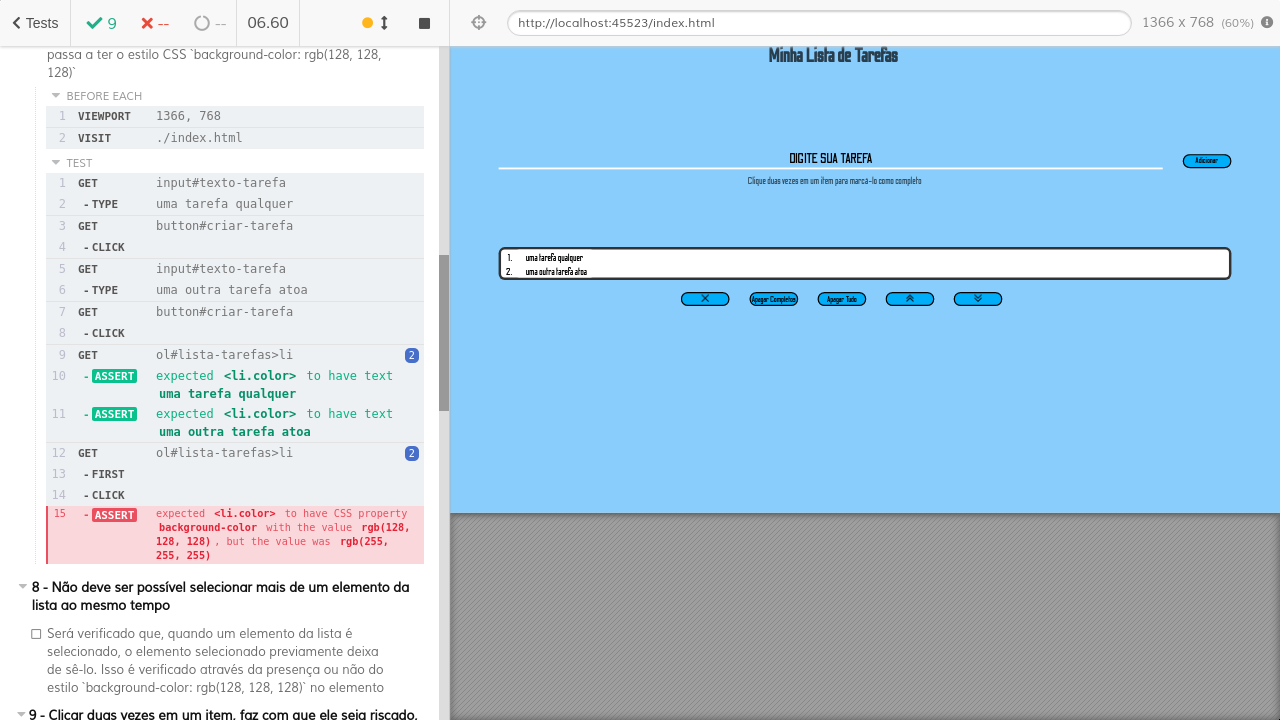 Tests
9
--
--
06.60
http://localhost:45523/index.html
1366 x 768 (60%)
passa a ter o estilo CSS `background-color: rgb(128, 128,
128)`
BEFORE EACH
1 VIEWPORT 1366, 768
2 VISIT ./index.html
TEST
1 GET input#texto-tarefa
2 - TYPE uma tarefa qualquer
3 GET button#criar-tarefa
4 - CLICK
5 GET input#texto-tarefa
6 - TYPE uma outra tarefa atoa
7 GET button#criar-tarefa
8 - CLICK
9 GET ol#lista-tarefas>li 2
10 - ASSERT expected <li.color> to have text
uma tarefa qualquer
11 - ASSERT expected <li.color> to have text
uma outra tarefa atoa
12 GET ol#lista-tarefas>li 2
13 - FIRST
14 - CLICK
15 - ASSERT expected <li.color> to have CSS property
background-color with the value rgb(128,
128, 128), but the value was rgb(255,
255, 255)
8 - Não deve ser possível selecionar mais de um elemento da
lista ao mesmo tempo
Será verificado que, quando um elemento da lista é
selecionado, o elemento selecionado previamente deixa
de sê-lo. Isso é verificado através da presença ou não do
estilo `background-color: rgb(128, 128, 128)` no elemento
9 - Clicar duas vezes em um item, faz com que ele seja riscado,
Minha Lista de Tarefas
DIGITE SUA TAREFA
Adicionar
Clique duas vezes em um item para marcá-lo como completo
1. uma tarefa qualquer
2. uma outra tarefa atoa
Apagar Completos
Apagar Tudo